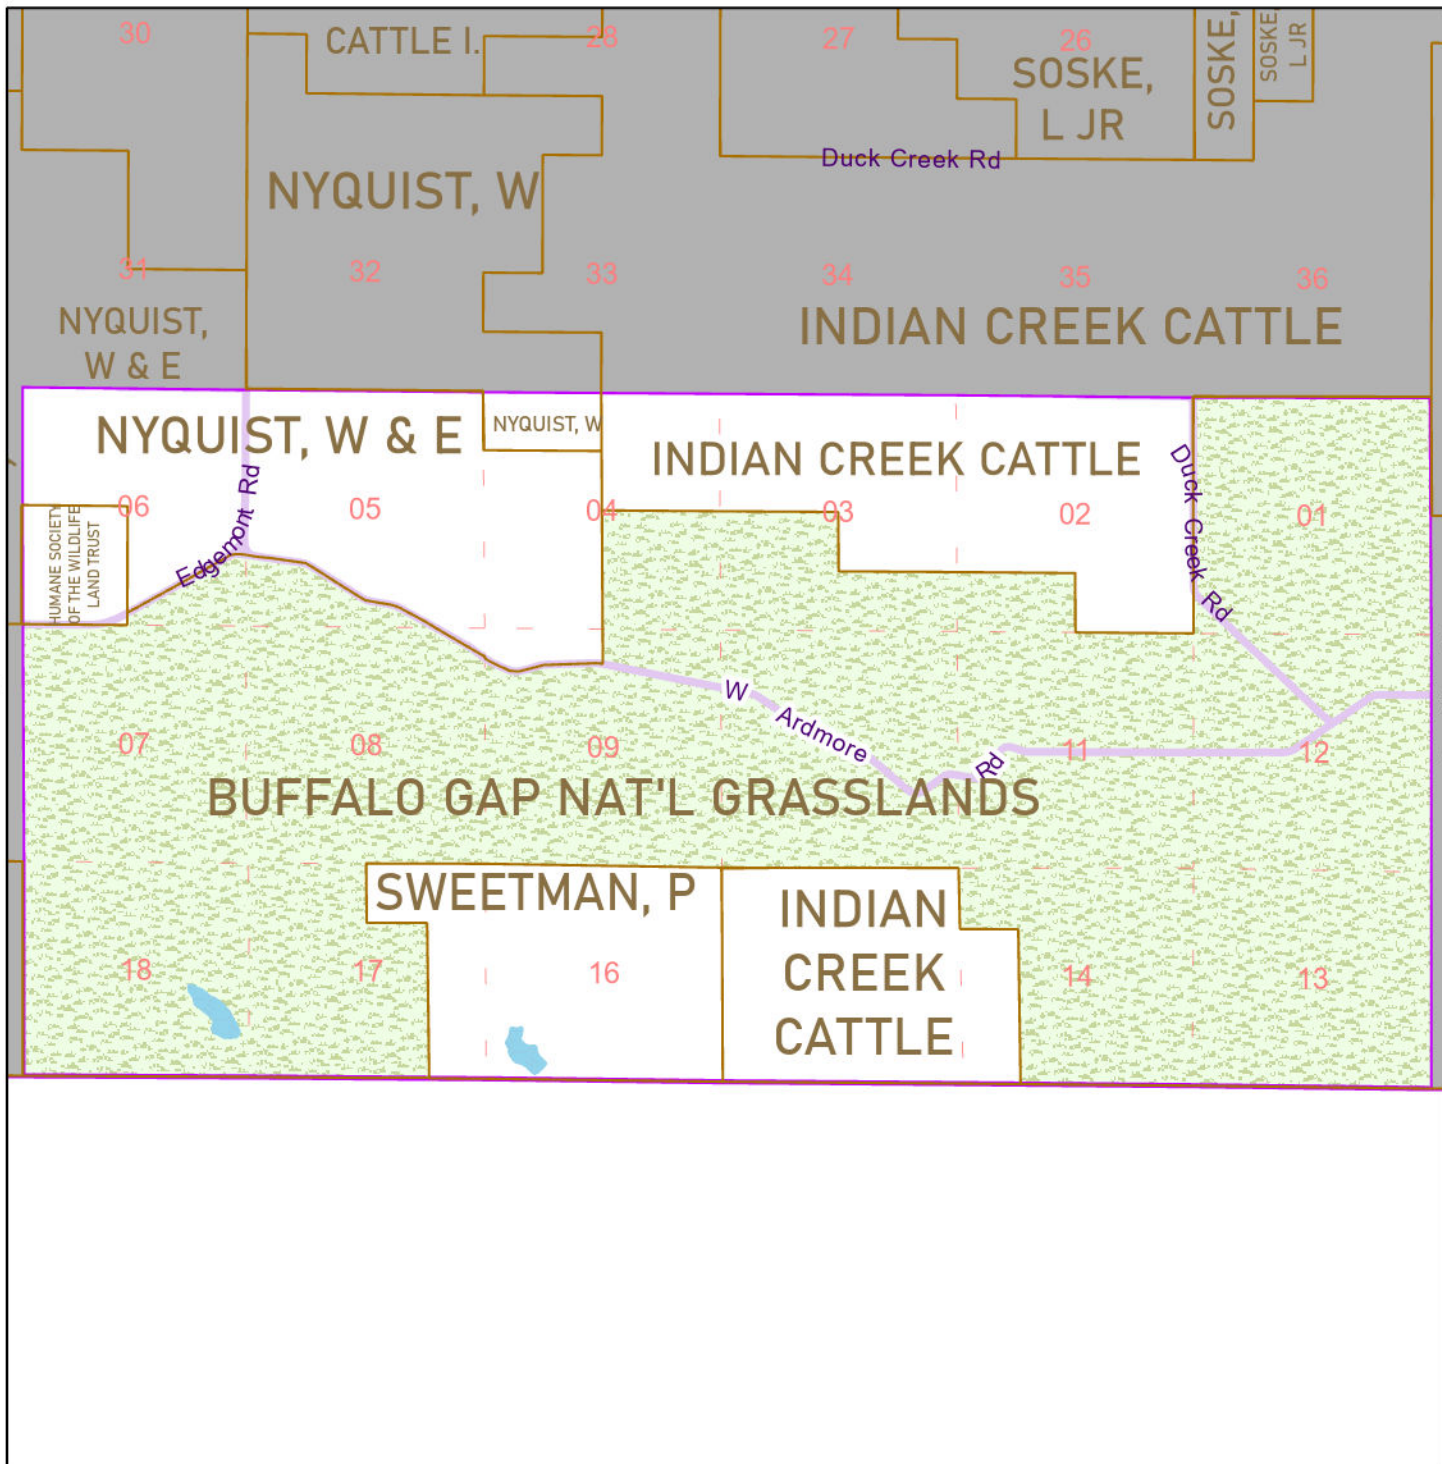 30
CATTLE I.
28
27
26
SOSKE,
L JR
SOSKE,
SOSKE,
L JR
Duck Creek Rd
NYQUIST, W
31
32
33
34
35
36
NYQUIST,
W & E
INDIAN CREEK CATTLE
NYQUIST, W & E
NYQUIST, W
INDIAN CREEK CATTLE
Duck Creek Rd
Edgemont Rd
06
05
04
03
02
01
HUMANE SOCIETY
OF THE WILDLIFE
LAND TRUST
W Ardmore Rd
07
08
09
11
12
BUFFALO GAP NAT'L GRASSLANDS
SWEETMAN, P
INDIAN
CREEK
CATTLE
18
17
16
14
13